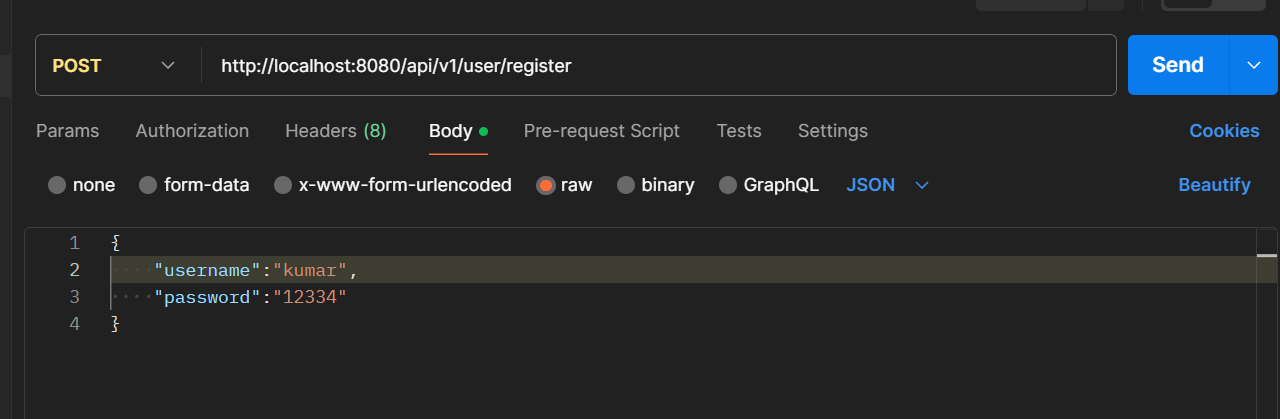 POST http://localhost:8080/api/v1/user/register Send
Params Authorization Headers (8) Body Pre-request Script Tests Settings Cookies
none form-data x-www-form-urlencoded raw binary GraphQL JSON Beautify
1 {
2 "username":"kumar",
3 "password":"12334"
4 }